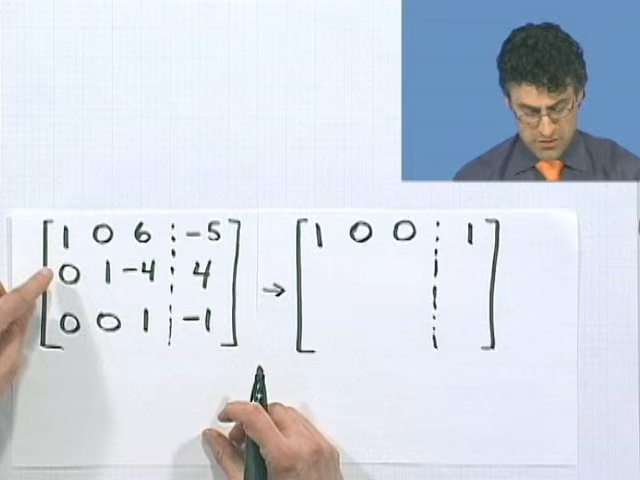 [1 0 6 ⋮ -5] → [1 0 0 ⋮ 1]
[0 1 -4 ⋮ 4]
[0 0 1 ⋮ -1]